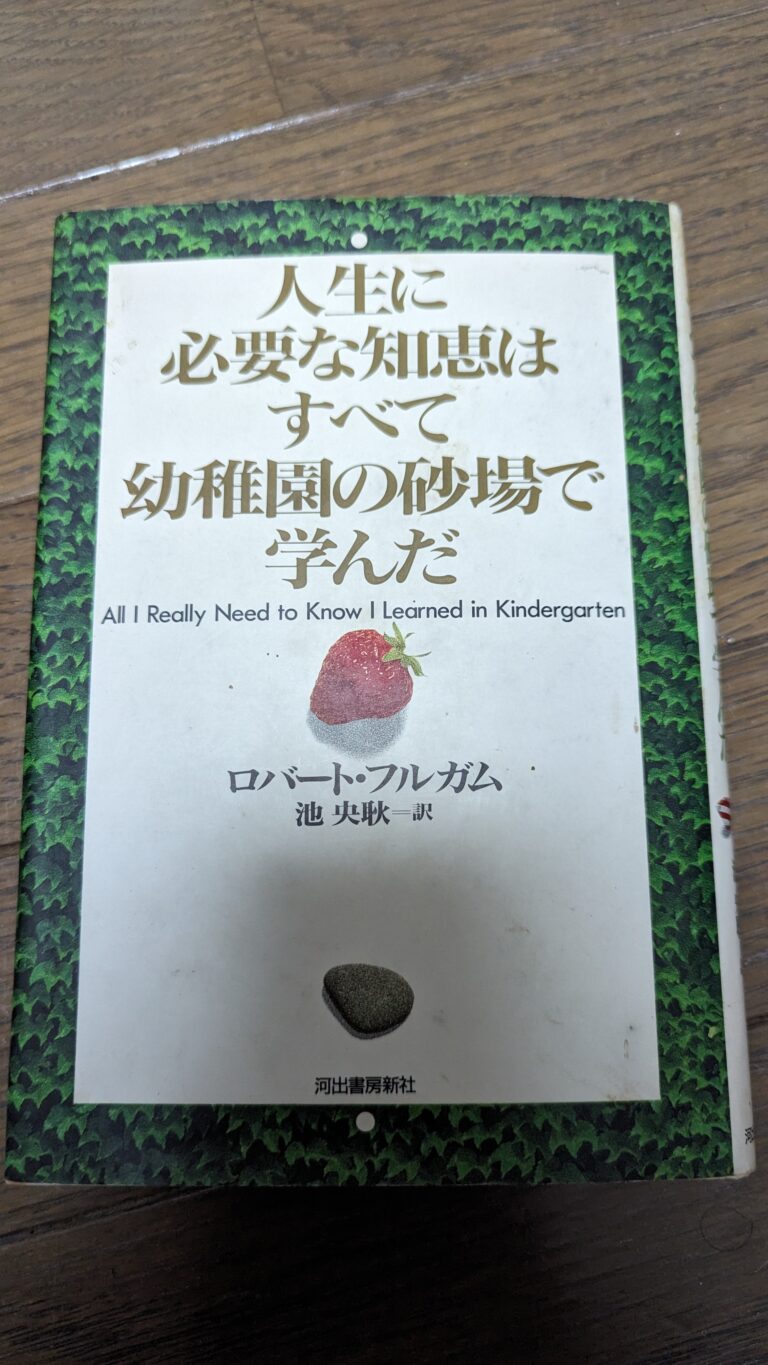 人生に
必要な知恵は
すべて
幼稚園の砂場で
学んだ
All I Really Need to Know I Learned in Kindergarten
ロバート・フルガム
池 央耿=訳
河出書房新社